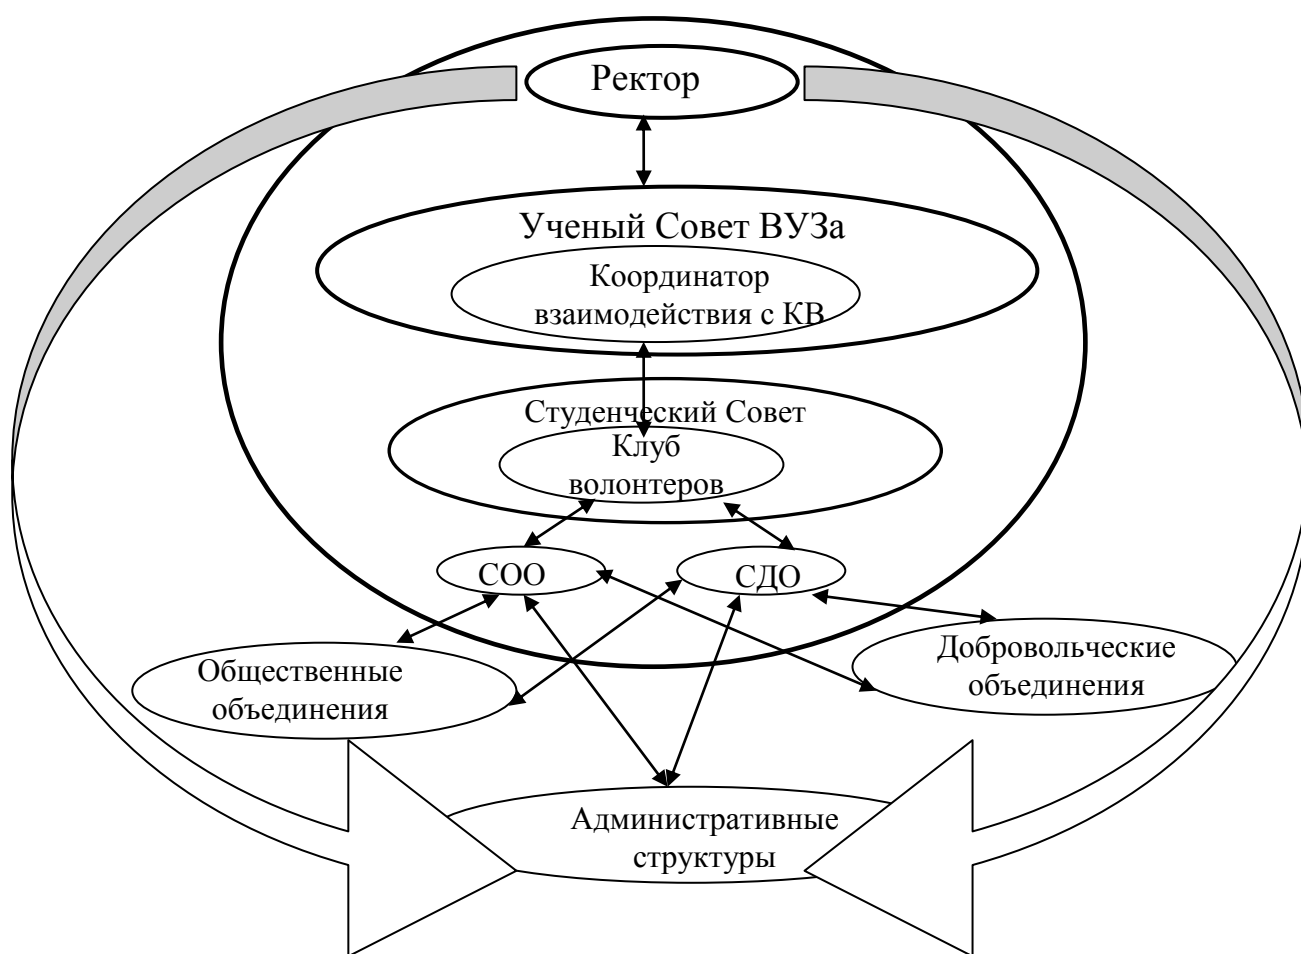 Ректор
Ученый Совет ВУЗа
Координатор
взаимодействия с КВ
Студенческий Совет
Клуб
волонтеров
СОО
СДО
Общественные
объединения
Добровольческие
объединения
Административные
структуры